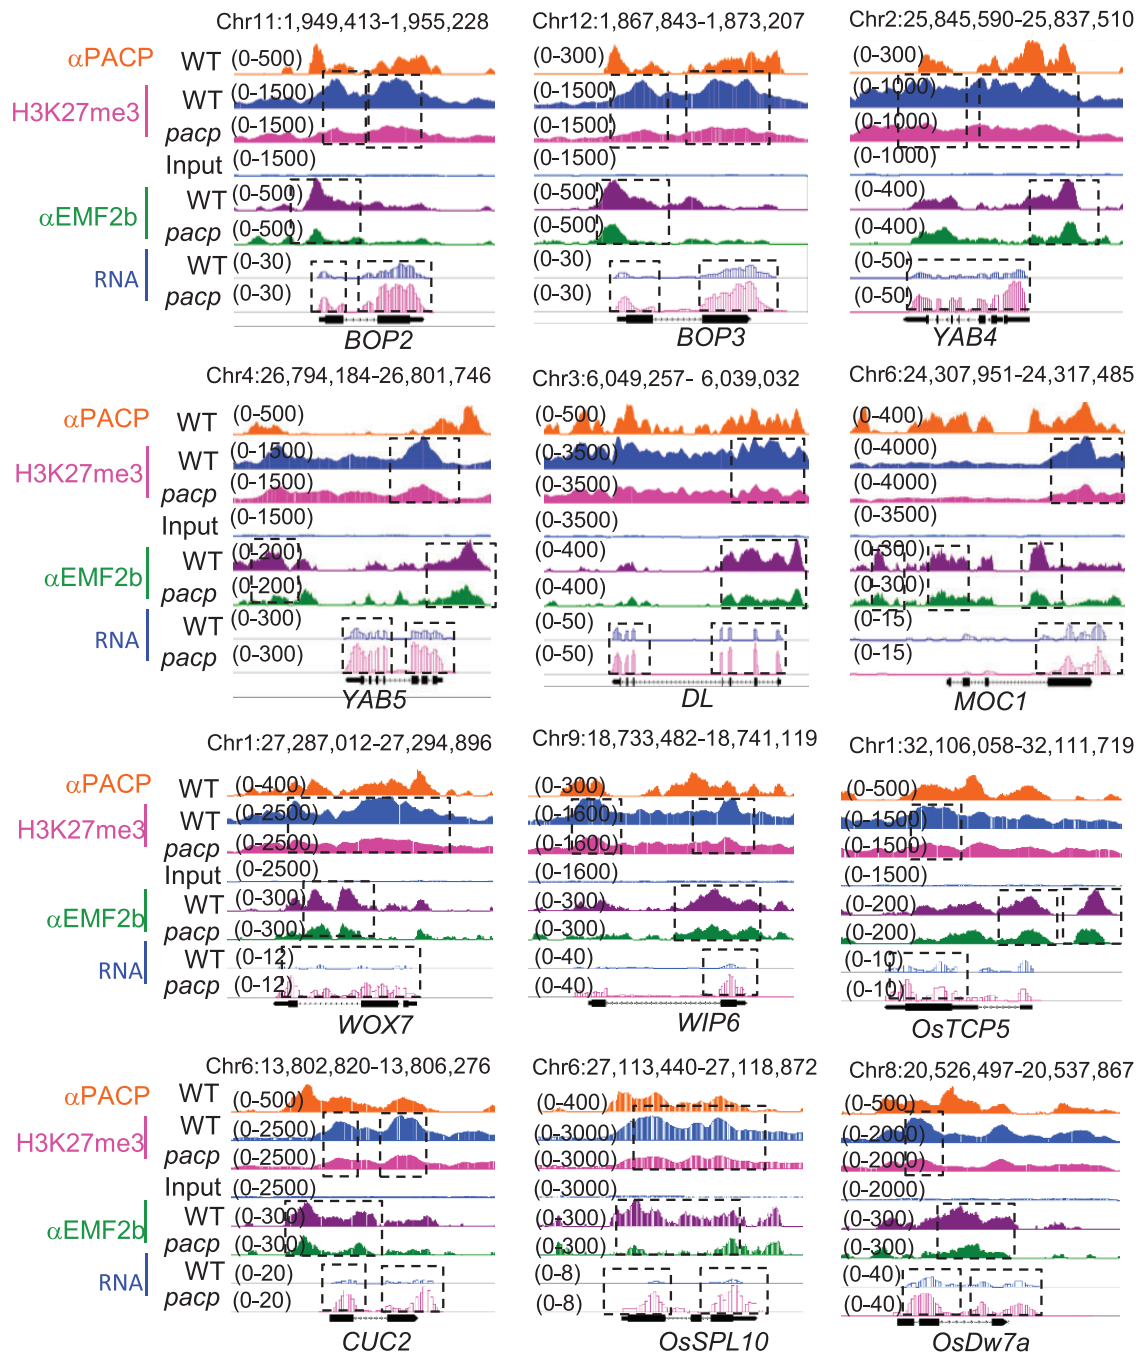 Chr11:1,949,413-1,955,228 Chr12:1,867,843-1,873,207 Chr2:25,845,590-25,837,510
αPACP WT (0-500) (0-300) (0-300)
H3K27me3 WT (0-1500) (0-1500) (0-1000)
pacp (0-1500) (0-1500) (0-1000)
Input (0-1500) (0-1500) (0-1000)
αEMF2b WT (0-500) (0-500) (0-400)
pacp (0-500) (0-500) (0-400)
RNA WT (0-30) (0-30) (0-50)
pacp (0-30) (0-30) (0-50)
BOP2 BOP3 YAB4
Chr4:26,794,184-26,801,746 Chr3:6,049,257- 6,039,032 Chr6:24,307,951-24,317,485
αPACP WT (0-500) (0-500) (0-400)
H3K27me3 WT (0-1500) (0-3500) (0-4000)
pacp (0-1500) (0-3500) (0-4000)
Input (0-1500) (0-3500) (0-3500)
αEMF2b WT (0-200) (0-400) (0-300)
pacp (0-200) (0-400) (0-300)
RNA WT (0-300) (0-50) (0-15)
pacp (0-300) (0-50) (0-15)
YAB5 DL MOC1
Chr1:27,287,012-27,294,896 Chr9:18,733,482-18,741,119 Chr1:32,106,058-32,111,719
αPACP WT (0-400) (0-300) (0-500)
H3K27me3 WT (0-2500) (0-1600) (0-1500)
pacp (0-2500) (0-1600) (0-1500)
Input (0-2500) (0-1600) (0-1500)
αEMF2b WT (0-300) (0-300) (0-200)
pacp (0-300) (0-300) (0-200)
RNA WT (0-12) (0-40) (0-10)
pacp (0-12) (0-40) (0-10)
WOX7 WIP6 OsTCP5
Chr6:13,802,820-13,806,276 Chr6:27,113,440-27,118,872 Chr8:20,526,497-20,537,867
αPACP WT (0-500) (0-400) (0-500)
H3K27me3 WT (0-2500) (0-3000) (0-2000)
pacp (0-2500) (0-3000) (0-2000)
Input (0-2500) (0-3000) (0-2000)
αEMF2b WT (0-300) (0-300) (0-300)
pacp (0-300) (0-300) (0-300)
RNA WT (0-20) (0-8) (0-40)
pacp (0-20) (0-8) (0-40)
CUC2 OsSPL10 OsDw7a